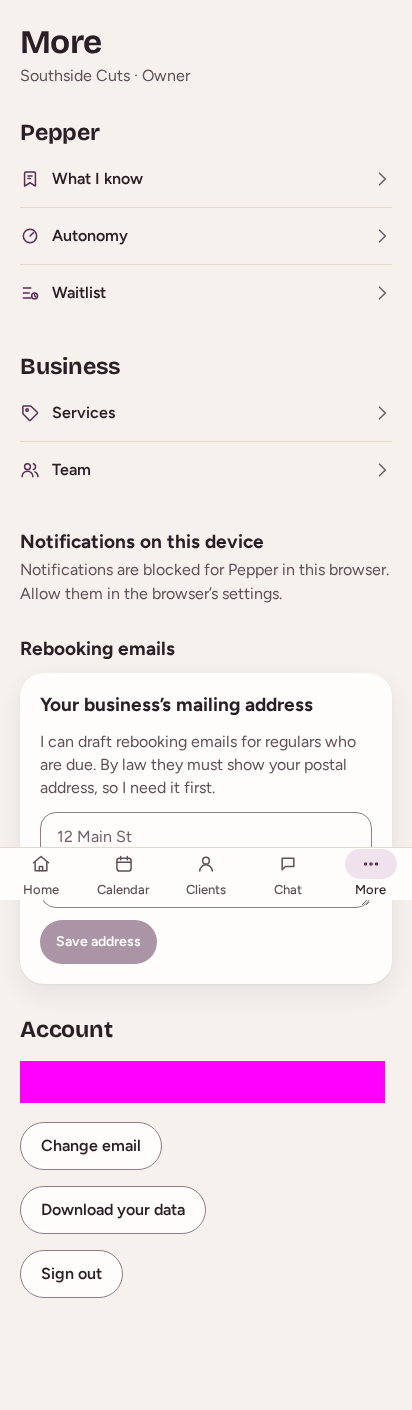 More
Southside Cuts · Owner
Pepper
What I know
Autonomy
Waitlist
Business
Services
Team
Notifications on this device
Notifications are blocked for Pepper in this browser.
Allow them in the browser’s settings.
Rebooking emails
Your business’s mailing address
I can draft rebooking emails for regulars who
are due. By law they must show your postal
address, so I need it first.
12 Main St
Home
Calendar
Clients
Chat
More
Save address
Account
Change email
Download your data
Sign out